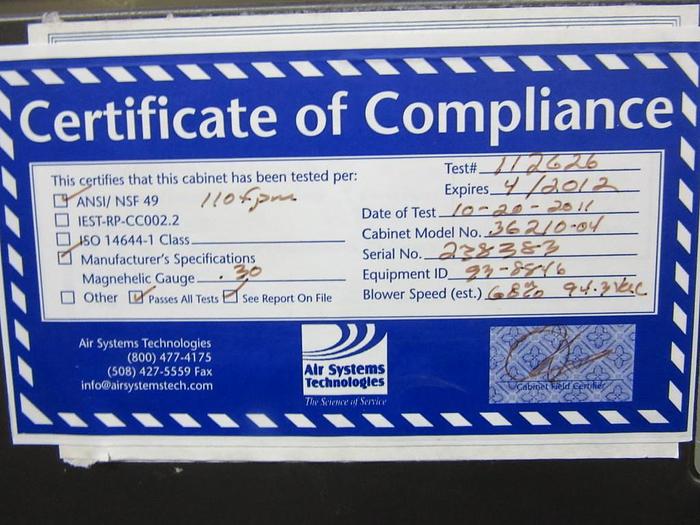 Certificate of Compliance
This certifies that this cabinet has been tested per:
ANSI/ NSF 49 110 fpm
IEST-RP-CC002.2
ISO 14644-1 Class
Manufacturer's Specifications
Magnehelic Gauge .30
Other Passes All Tests See Report On File
Test# 112626
Expires 4/2012
Date of Test 10-20-2011
Cabinet Model No. 36210-04
Serial No. 238383
Equipment ID 93-8846
Blower Speed (est.) 68%
Air Systems Technologies
(800) 477-4175
(508) 427-5559 Fax
info@airsystemstech.com
Air Systems
Technologies
The Science of Service
Cabinet Field Certifier